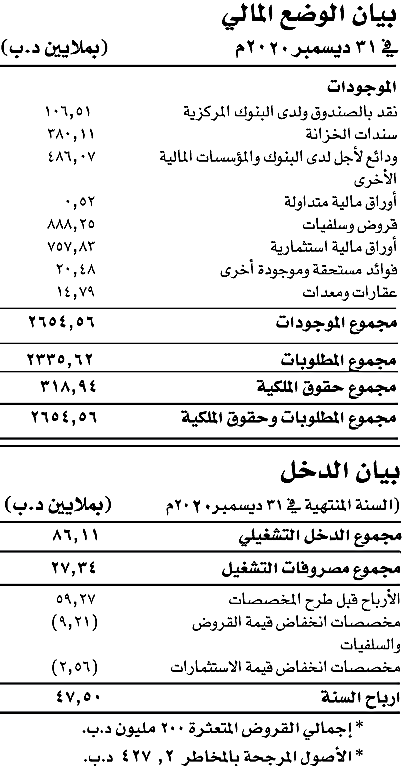 بيان الوضع المالي
في ٣١ ديسمبر ٢٠٢٠م (بملايين د.ب)
الموجودات
نقد بالصندوق ولدى البنوك المركزية ١٠٦,٥١
سندات الخزانة ٣٨٠,١١
ودائع لأجل لدى البنوك والمؤسسات المالية ٤٨٦,٠٧
الأخرى
أوراق مالية متداولة ٠,٥٢
قروض وسلفيات ٨٨٨,٢٥
أوراق مالية استثمارية ٧٥٧,٨٣
فوائد مستحقة وموجودة أخرى ٢٠,٤٨
عقارات ومعدات ١٤,٧٩
مجموع الموجودات ٢٦٥٤,٥٦
مجموع المطلوبات ٢٣٣٥,٦٢
مجموع حقوق الملكية ٣١٨,٩٤
مجموع المطلوبات وحقوق الملكية ٢٦٥٤,٥٦
بيان الدخل
(السنة المنتهية في ٣١ ديسمبر٢٠٢٠م (بملايين د.ب)
مجموع الدخل التشغيلي ٨٦,١١
مجموع مصروفات التشغيل ٢٧,٣٤
الأرباح قبل طرح المخصصات ٥٩,٢٧
مخصصات انخفاض قيمة القروض (٩,٢١)
والسلفيات
مخصصات انخفاض قيمة الاستثمارات (٢,٥٦)
ارباح السنة ٤٧,٥٠
* إجمالي القروض المتعثرة ٢٠٠ مليون د.ب.
* الأصول المرجحة بالمخاطر ٢, ٤٢٧ د.ب.